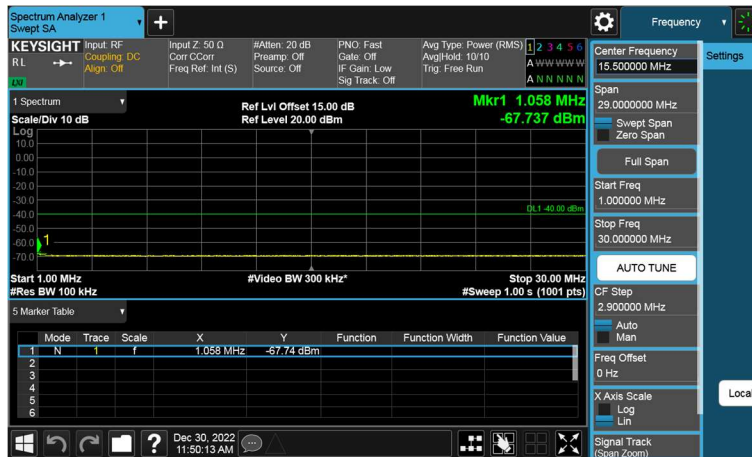 Spectrum Analyzer 1
Swept SA
Frequency
KEYSIGHT
RL
Input: RF
Coupling: DC
Align: Off
Input Z: 50 Ω
Corr CCorr
Freq Ref: Int (S)
#Atten: 20 dB
Preamp: Off
Source: Off
PNO: Fast
Gate: Off
IF Gain: Low
Sig Track: Off
Avg Type: Power (RMS)
Avg|Hold: 10/10
Trig: Free Run
1 2 3 4 5 6
A W W W W W
A N N N N N
LXI
1 Spectrum
Scale/Div 10 dB
Ref Lvl Offset 15.00 dB
Ref Level 20.00 dBm
Mkr1 1.058 MHz
-67.737 dBm
Log
10.0
0.00
-10.0
-20.0
-30.0
-40.0
-50.0
-60.0
-70.0
DL1 -40.00 dBm
1
Start 1.00 MHz
#Res BW 100 kHz
#Video BW 300 kHz*
Stop 30.00 MHz
#Sweep 1.00 s (1001 pts)
5 Marker Table
Mode Trace Scale X Y Function Function Width Function Value
1 N 1 f 1.058 MHz -67.74 dBm
2
3
4
5
6
Dec 30, 2022
11:50:13 AM
Center Frequency
15.500000 MHz
Settings
Span
29.0000000 MHz
Swept Span
Zero Span
Full Span
Start Freq
1.000000 MHz
Stop Freq
30.000000 MHz
AUTO TUNE
CF Step
2.900000 MHz
Auto
Man
Freq Offset
0 Hz
X Axis Scale
Log
Lin
Local
Signal Track
(Span Zoom)